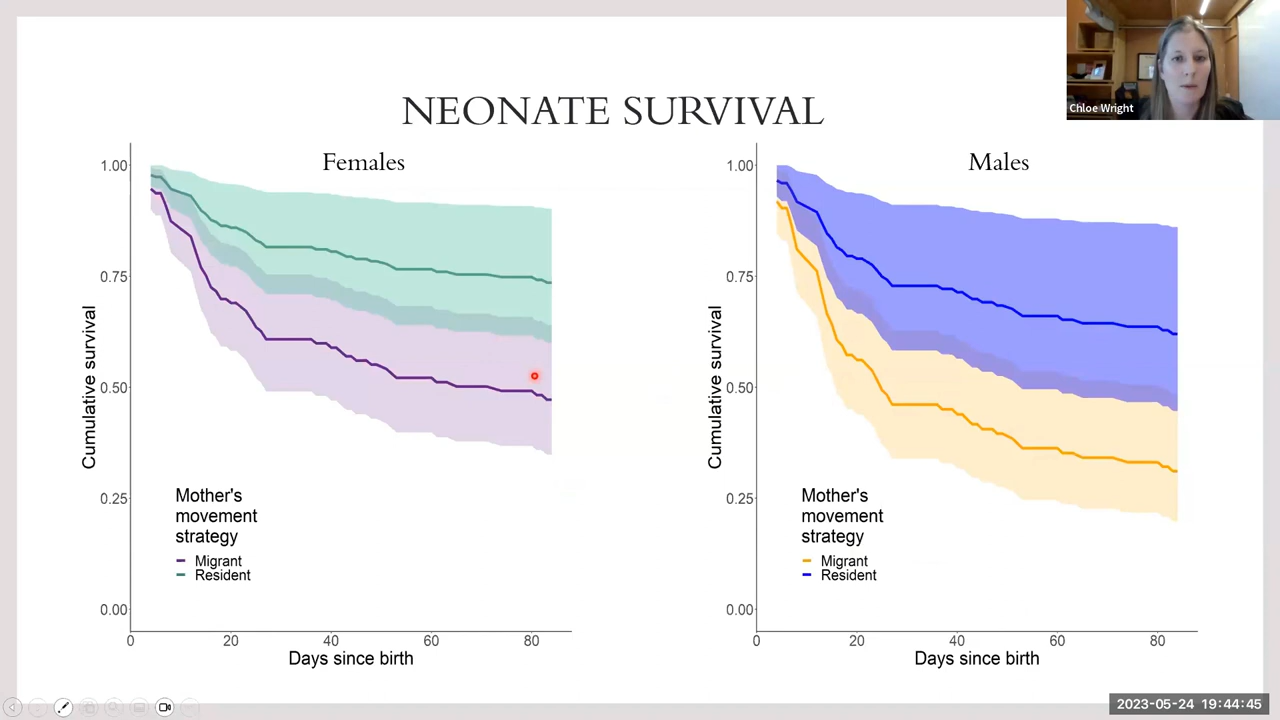 Chloe Wright
NEONATE SURVIVAL
Females
1.00
0.75
0.50
0.25
0.00
Cumulative survival
Mother's
movement
strategy
Migrant
Resident
0
20
40
60
80
Days since birth
Males
1.00
0.75
0.50
0.25
0.00
Cumulative survival
Mother's
movement
strategy
Migrant
Resident
0
20
40
60
80
Days since birth
2023-05-24 19:44:45